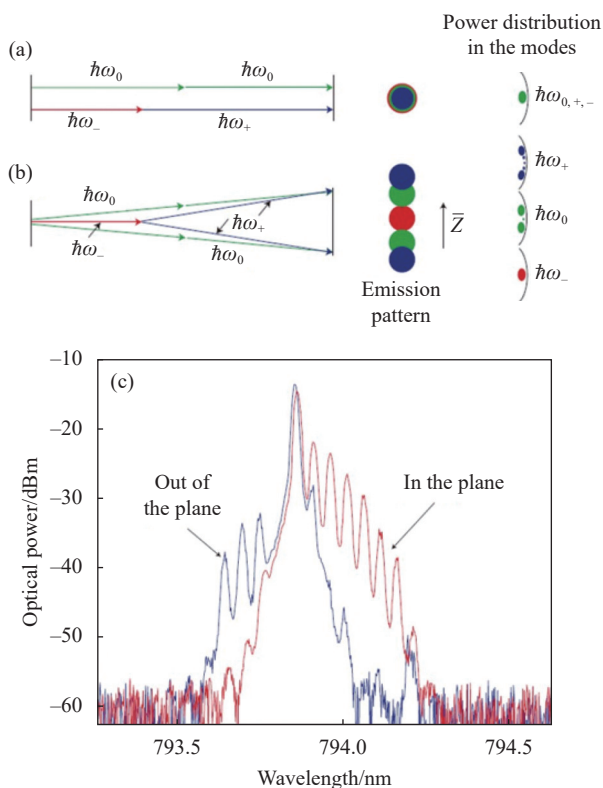 Power distribution
in the modes
(a)
ħω₀
ħω₀
ħω₋
ħω₊
ħω₀,₊,₋
(b)
ħω₀
ħω₋
ħω₊
ħω₀
Z̅
Emission
pattern
ħω₊
ħω₀
ħω₋
(c)
Out of
the plane
In the plane
Optical power/dBm
−10
−20
−30
−40
−50
−60
793.5
794.0
794.5
Wavelength/nm